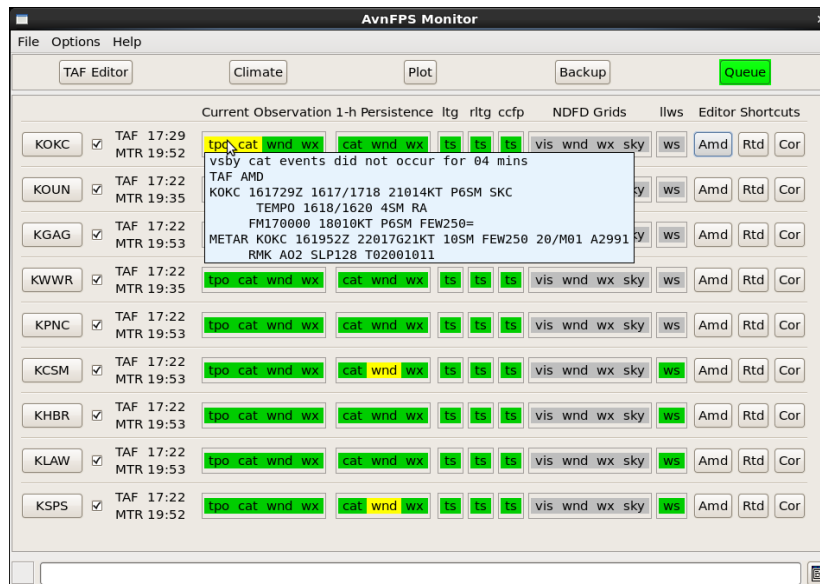 AvnFPS Monitor
File Options Help
TAF Editor Climate Plot Backup Queue
Current Observation 1-h Persistence ltg rltg ccfp NDFD Grids llws Editor Shortcuts
KOKC TAF 17:29 tpo cat wnd wx cat wnd wx ts ts ts vis wnd wx sky ws Amd Rtd Cor
MTR 19:52
vsby cat events did not occur for 04 mins
TAF AMD
KOUN TAF 17:22 KOKC 161729Z 1617/1718 21014KT P6SM SKC sky ws Amd Rtd Cor
MTR 19:35 TEMPO 1618/1620 4SM RA
FM170000 18010KT P6SM FEW250=
KGAG TAF 17:22 METAR KOKC 161952Z 22017G21KT 10SM FEW250 20/M01 A2991 sky ws Amd Rtd Cor
MTR 19:53 RMK AO2 SLP128 T02001011
KWWR TAF 17:22 tpo cat wnd wx cat wnd wx ts ts ts vis wnd wx sky ws Amd Rtd Cor
MTR 19:35
KPNC TAF 17:22 tpo cat wnd wx cat wnd wx ts ts ts vis wnd wx sky ws Amd Rtd Cor
MTR 19:53
KCSM TAF 17:22 tpo cat wnd wx cat wnd wx ts ts ts vis wnd wx sky ws Amd Rtd Cor
MTR 19:53
KHBR TAF 17:22 tpo cat wnd wx cat wnd wx ts ts ts vis wnd wx sky ws Amd Rtd Cor
MTR 19:53
KLAW TAF 17:22 tpo cat wnd wx cat wnd wx ts ts ts vis wnd wx sky ws Amd Rtd Cor
MTR 19:53
KSPS TAF 17:22 tpo cat wnd wx cat wnd wx ts ts ts vis wnd wx sky ws Amd Rtd Cor
MTR 19:52